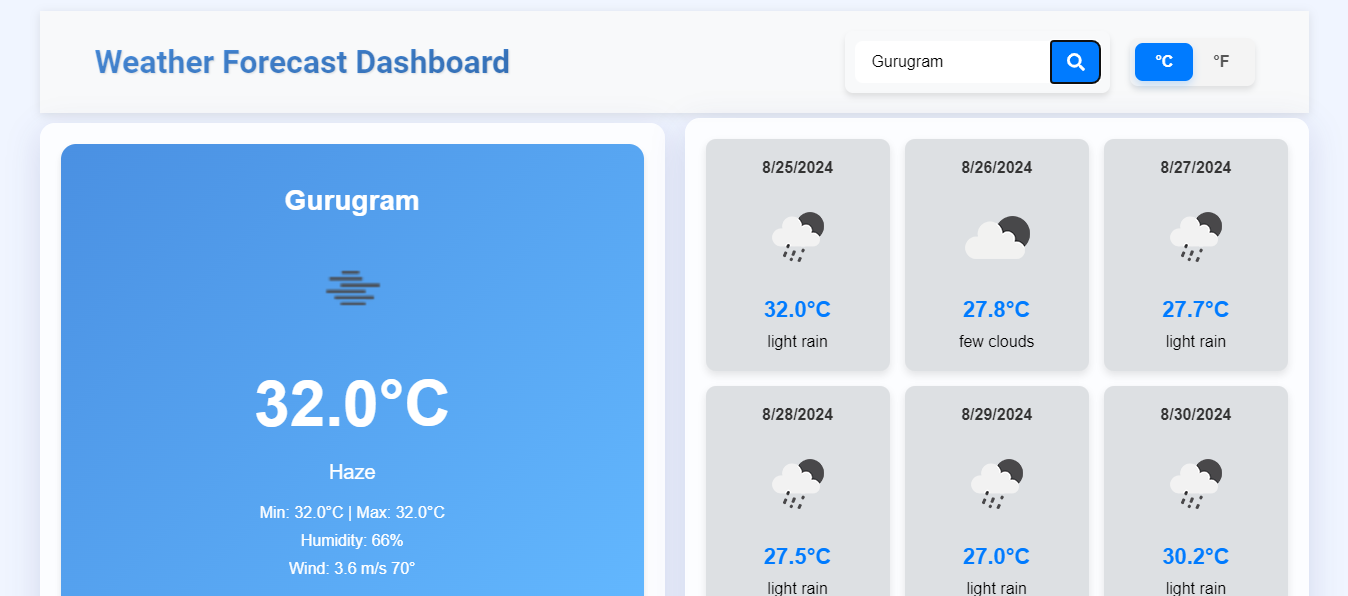 Weather Forecast Dashboard
Gurugram
°C
°F
Gurugram
32.0°C
Haze
Min: 32.0°C | Max: 32.0°C
Humidity: 66%
Wind: 3.6 m/s 70°
8/25/2024
32.0°C
light rain
8/26/2024
27.8°C
few clouds
8/27/2024
27.7°C
light rain
8/28/2024
27.5°C
light rain
8/29/2024
27.0°C
light rain
8/30/2024
30.2°C
light rain